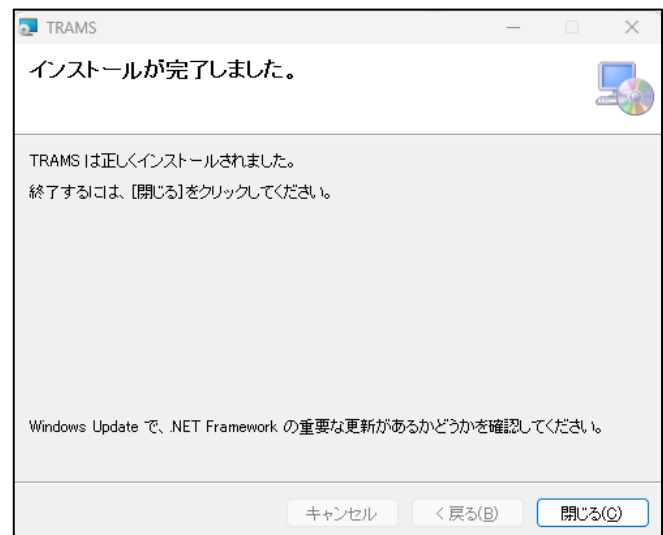 TRAMS
インストールが完了しました。
TRAMS は正しくインストールされました。
終了するには、[閉じる]をクリックしてください。
Windows Update で、.NET Framework の重要な更新があるかどうかを確認してください。
キャンセル
< 戻る(B)
閉じる(C)